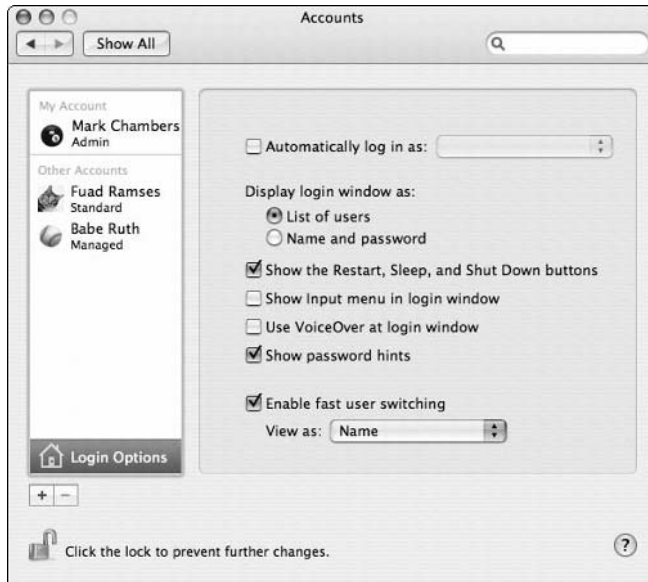 Accounts
Show All
My Account
Mark Chambers
Admin
Other Accounts
Fuad Ramses
Standard
Babe Ruth
Managed
Login Options
Automatically log in as:
Display login window as:
List of users
Name and password
Show the Restart, Sleep, and Shut Down buttons
Show Input menu in login window
Use VoiceOver at login window
Show password hints
Enable fast user switching
View as: Name
+ −
Click the lock to prevent further changes.
?